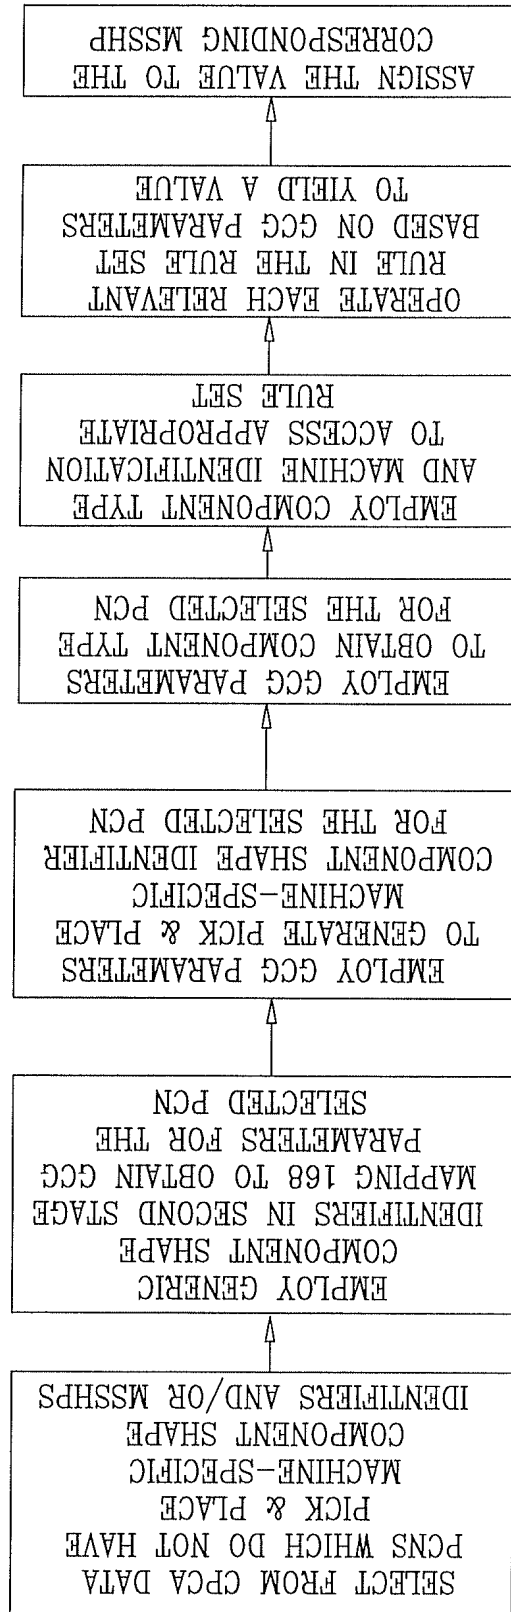 SELECT FROM CPCA DATA
PCNS WHICH DO NOT HAVE
PICK & PLACE
MACHINE-SPECIFIC
COMPONENT SHAPE
IDENTIFIERS AND/OR MSSHPS
EMPLOY GENERIC
COMPONENT SHAPE
IDENTIFIERS IN SECOND STAGE
MAPPING 168 TO OBTAIN GCG
PARAMETERS FOR THE
SELECTED PCN
EMPLOY GCG PARAMETERS
TO GENERATE PICK & PLACE
MACHINE-SPECIFIC
COMPONENT SHAPE IDENTIFIER
FOR THE SELECTED PCN
EMPLOY GCG PARAMETERS
TO OBTAIN COMPONENT TYPE
FOR THE SELECTED PCN
EMPLOY COMPONENT TYPE
AND MACHINE IDENTIFICATION
TO ACCESS APPROPRIATE
RULE SET
OPERATE EACH RELEVANT
RULE IN THE RULE SET
BASED ON GCG PARAMETERS
TO YIELD A VALUE
ASSIGN THE VALUE TO THE
CORRESPONDING MSSHP